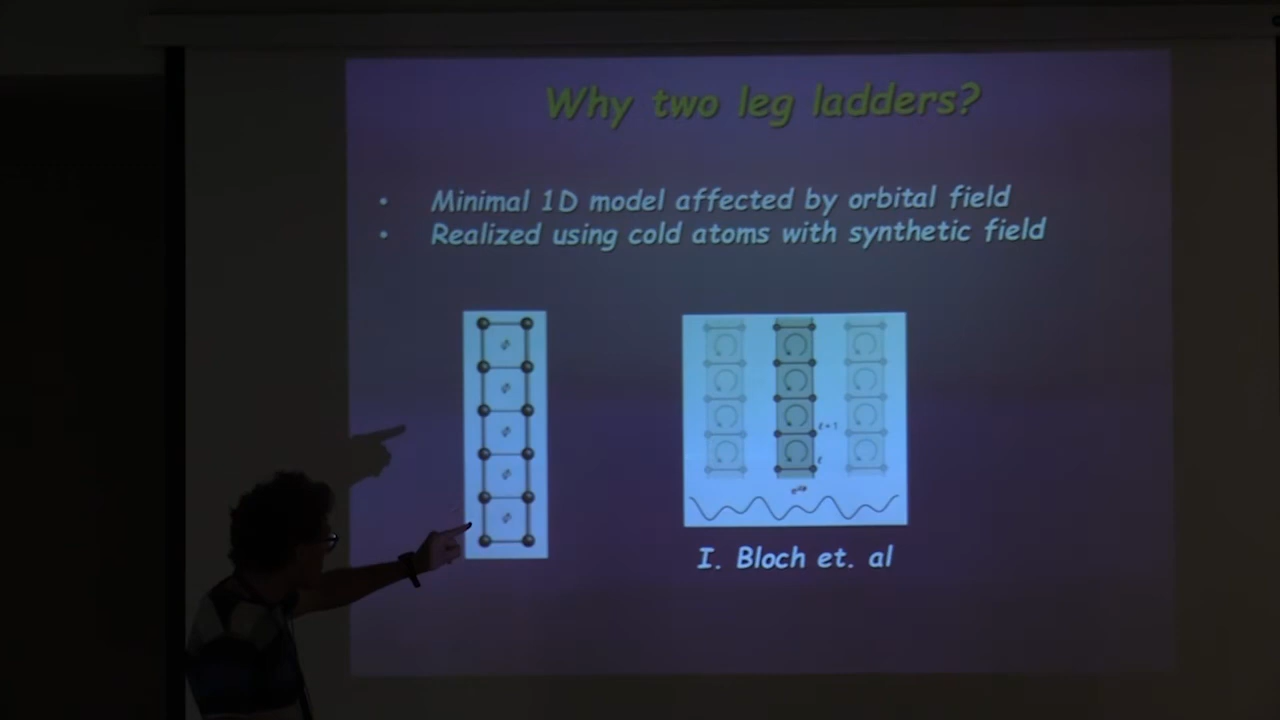 Why two leg ladders?
• Minimal 1D model affected by orbital field
• Realized using cold atoms with synthetic field
ℓ+1
ℓ
I. Bloch et. al